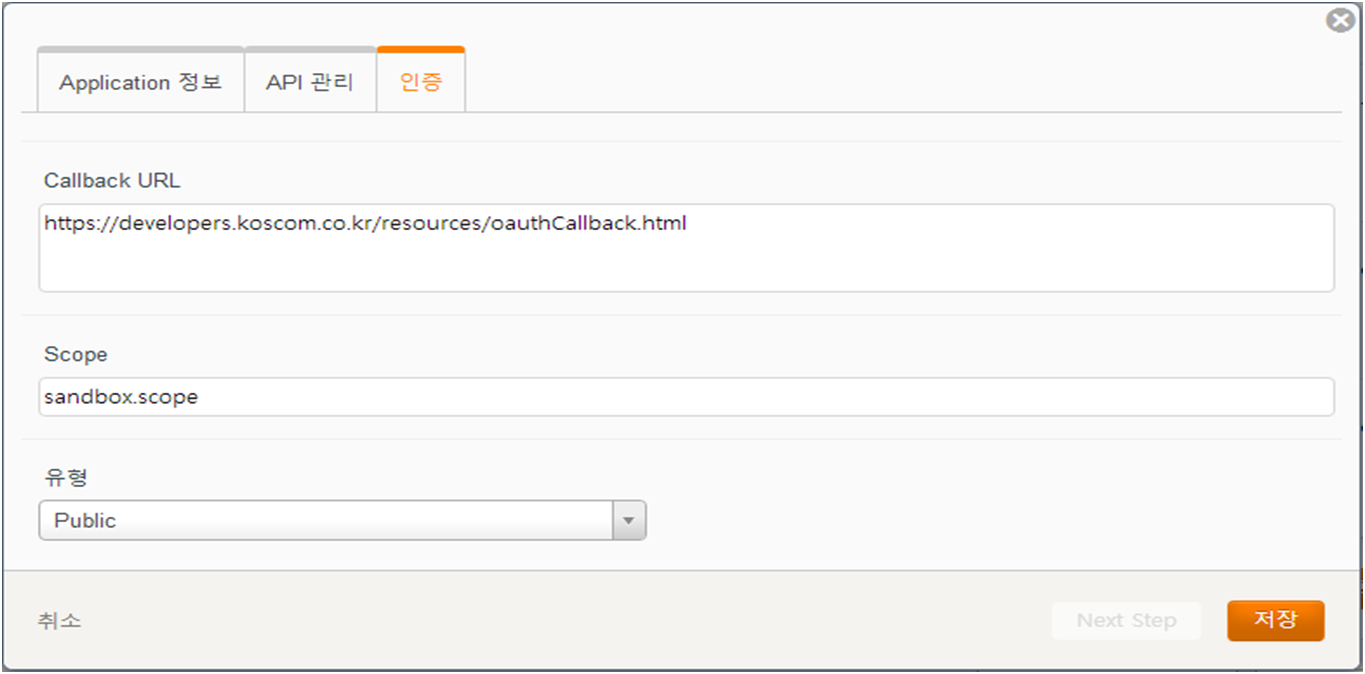 Application 정보
API 관리
인증
Callback URL
https://developers.koscom.co.kr/resources/oauthCallback.html
Scope
sandbox.scope
유형
Public
취소
Next Step
저장